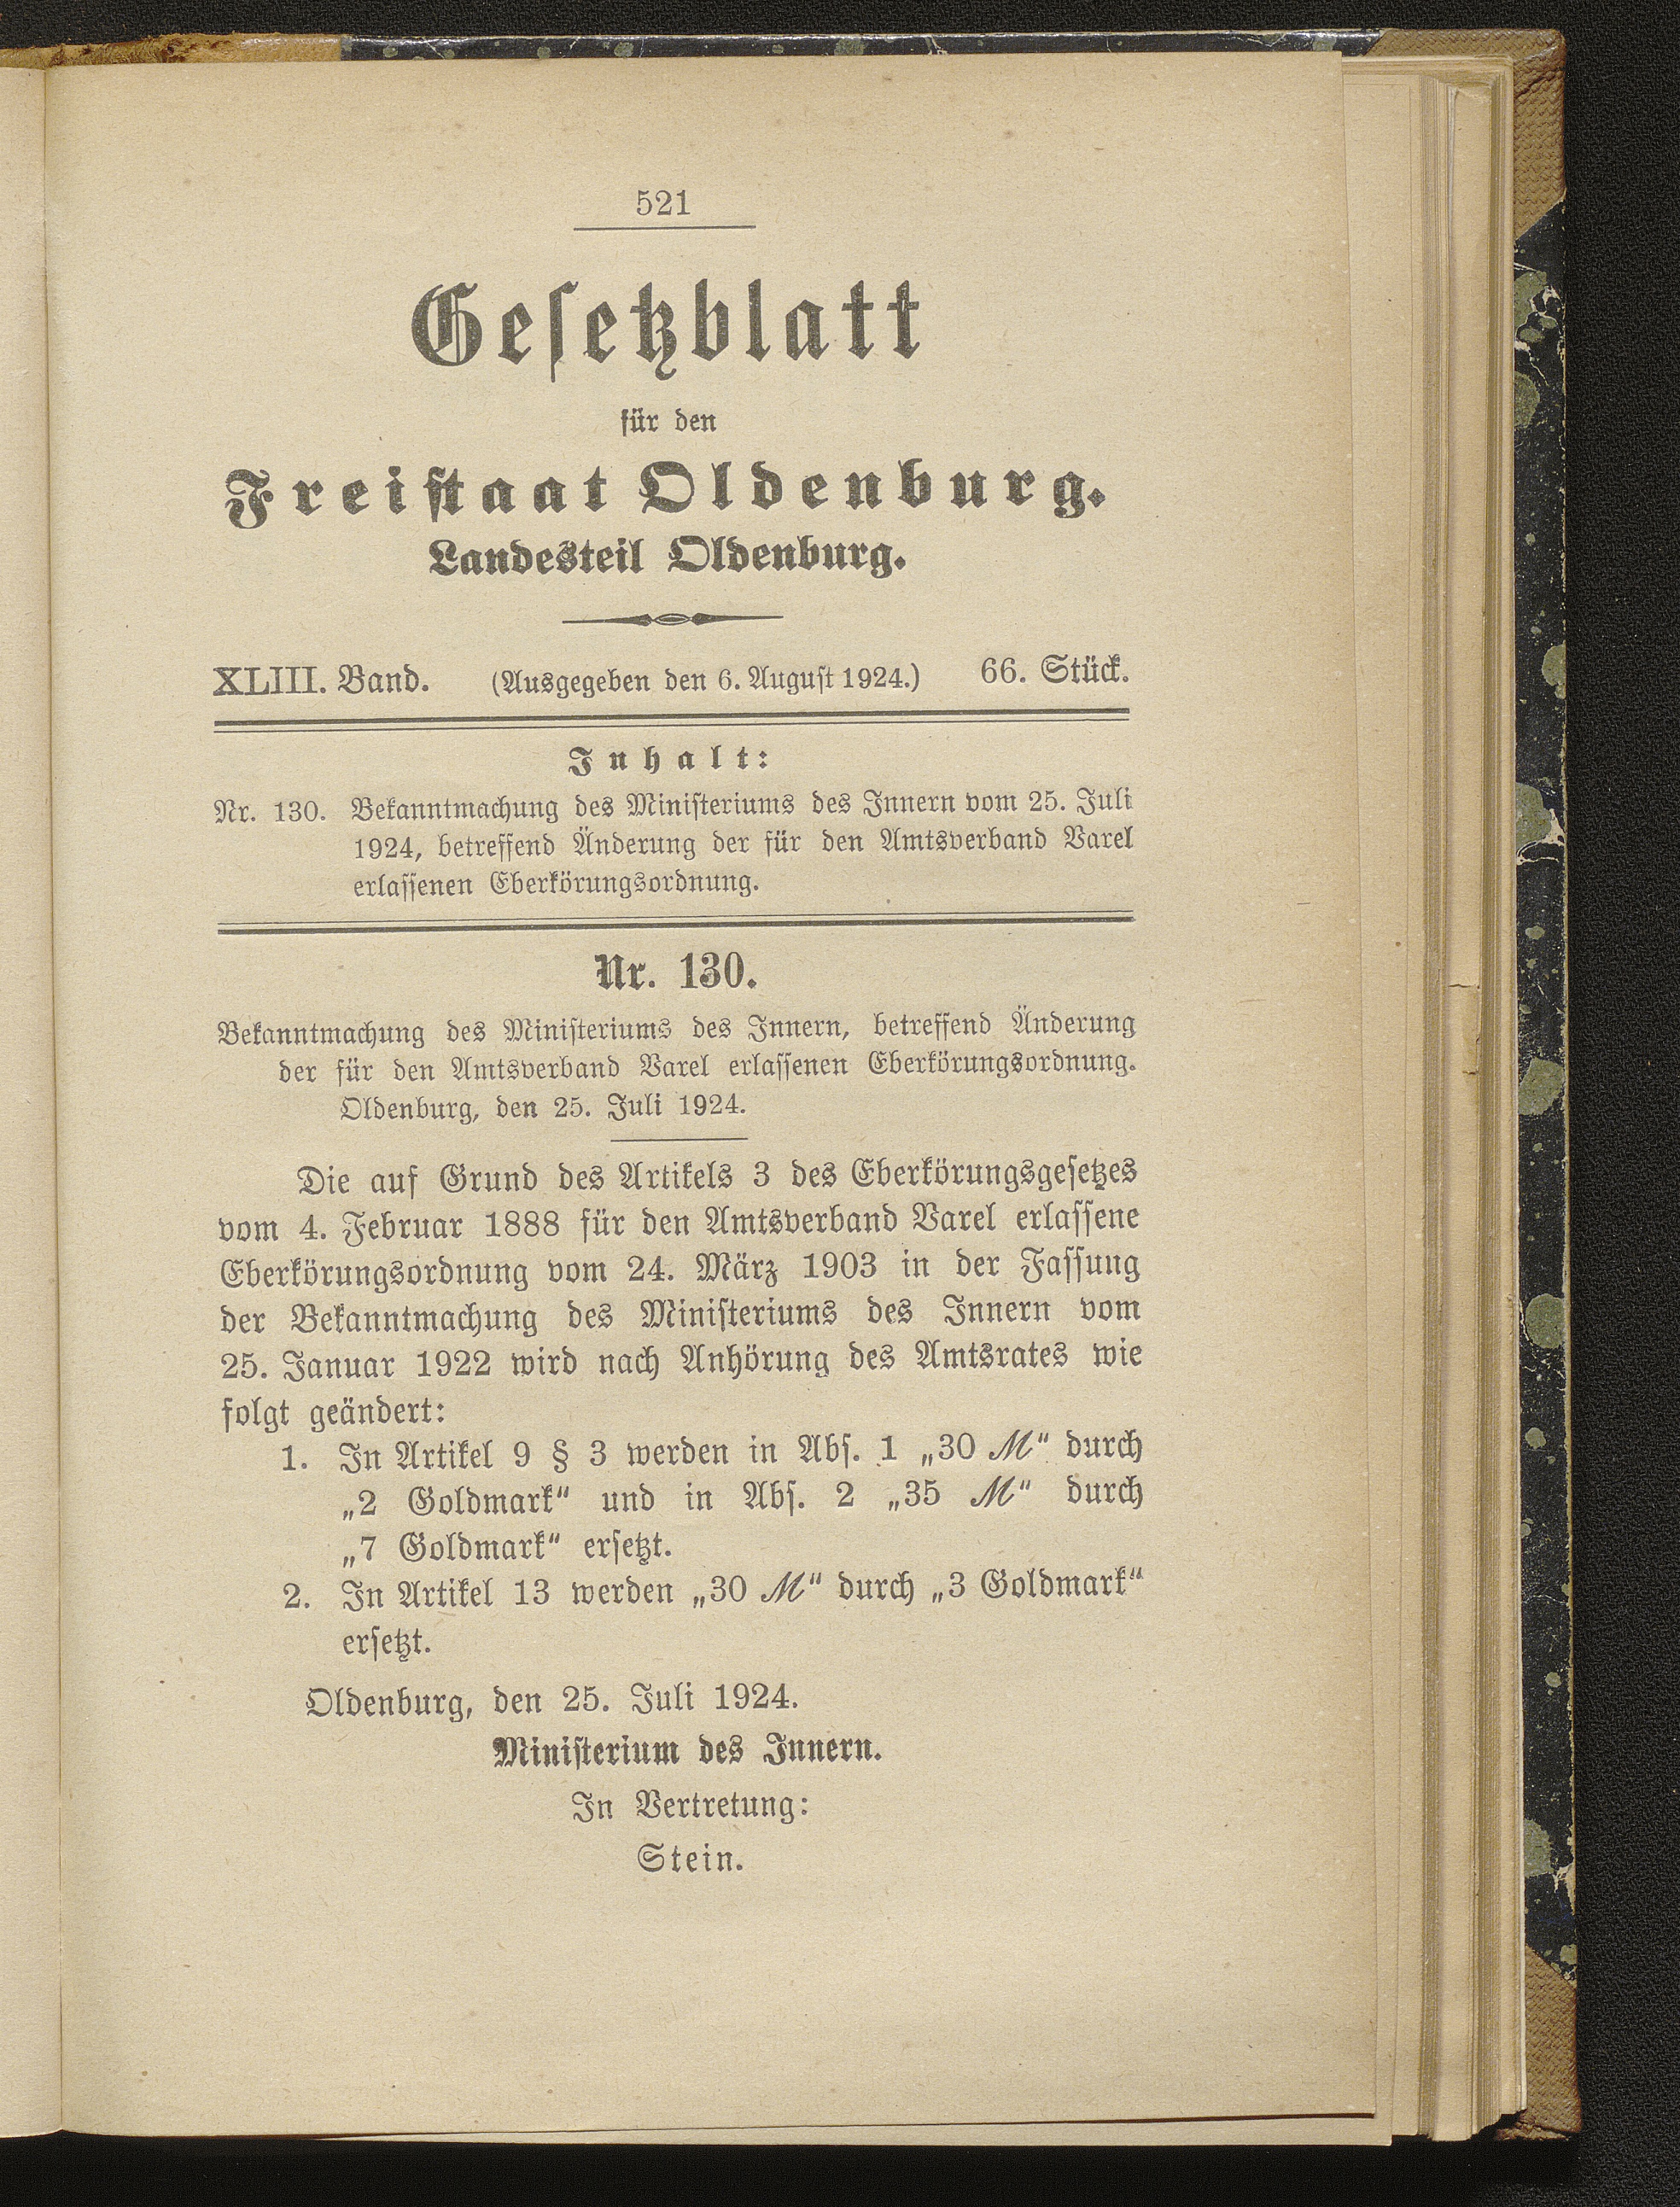 521
Gesetzblatt
für den
Freistaat Oldenburg.
Landesteil Oldenburg.
XLIII. Band. (Ausgegeben den 6. August 1924.) 66. Stück.
Inhalt:
Nr. 130. Bekanntmachung des Ministeriums des Innern vom 25. Juli
1924, betreffend Änderung der für den Amtsverband Varel
erlassenen Eberkörungsordnung.
Nr. 130.
Bekanntmachung des Ministeriums des Innern, betreffend Änderung
der für den Amtsverband Varel erlassenen Eberkörungsordnung.
Oldenburg, den 25. Juli 1924.
Die auf Grund des Artikels 3 des Eberkörungsgesetzes
vom 4. Februar 1888 für den Amtsverband Varel erlassene
Eberkörungsordnung vom 24. März 1903 in der Fassung
der Bekanntmachung des Ministeriums des Innern vom
25. Januar 1922 wird nach Anhörung des Amtsrates wie
folgt geändert:
1. In Artikel 9 § 3 werden in Abs. 1 „30 ℳ“ durch
„2 Goldmark“ und in Abs. 2 „35 ℳ“ durch
„7 Goldmark“ ersetzt.
2. In Artikel 13 werden „30 ℳ“ durch „3 Goldmark“
ersetzt.
Oldenburg, den 25. Juli 1924.
Ministerium des Innern.
In Vertretung:
Stein.